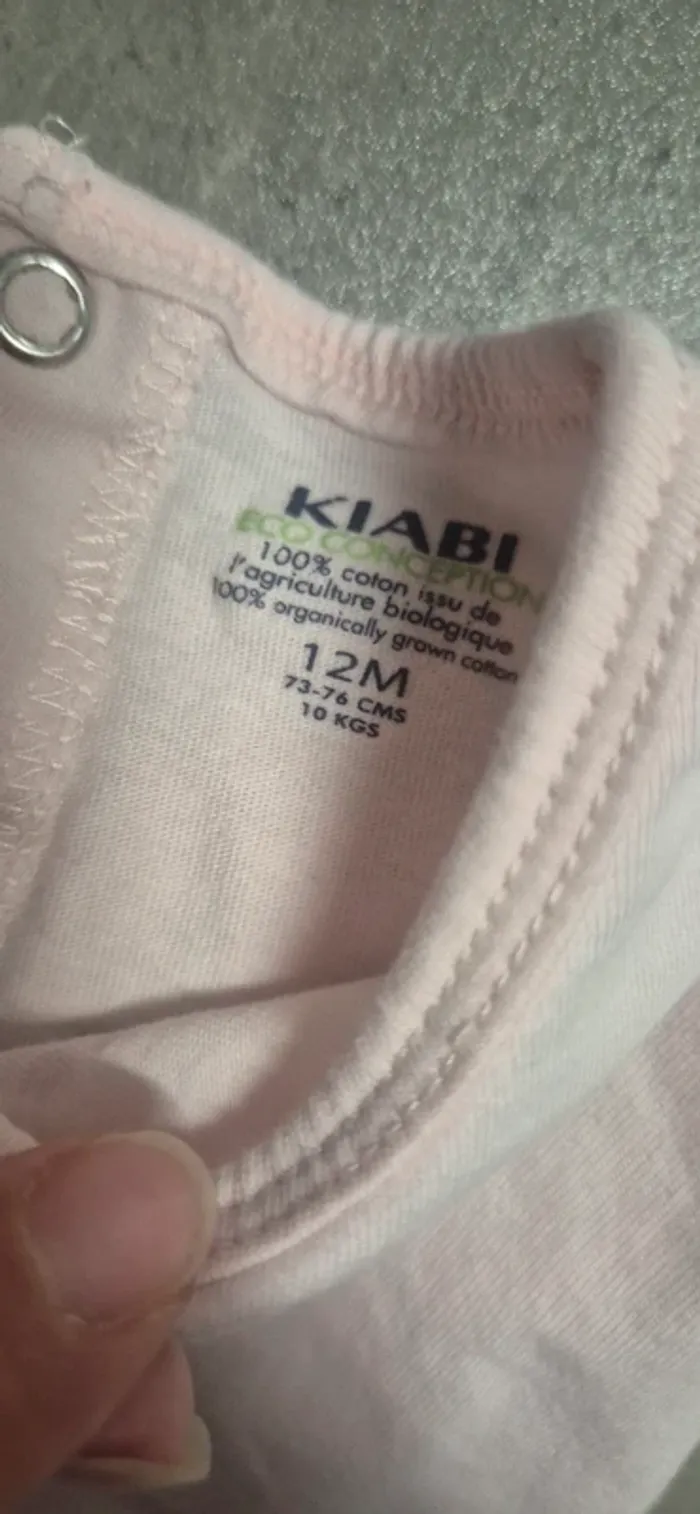 KIABI
ECO CONCEPTION
100% coton issu de
l'agriculture biologique
100% organically grown cotton
12M
73-76 CMS
10 KGS